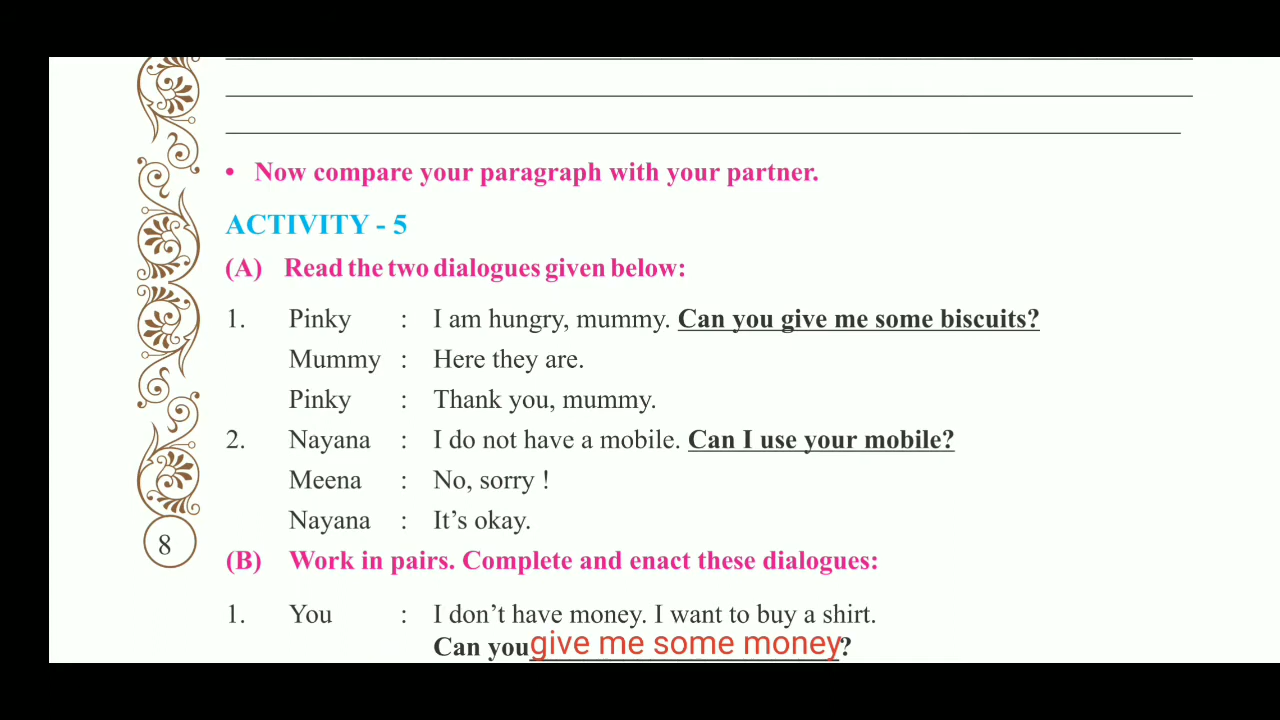 • Now compare your paragraph with your partner.
ACTIVITY - 5
(A) Read the two dialogues given below:
1. Pinky : I am hungry, mummy. Can you give me some biscuits?
Mummy : Here they are.
Pinky : Thank you, mummy.
2. Nayana : I do not have a mobile. Can I use your mobile?
Meena : No, sorry !
Nayana : It's okay.
8
(B) Work in pairs. Complete and enact these dialogues:
1. You : I don't have money. I want to buy a shirt.
Can you give me some money?